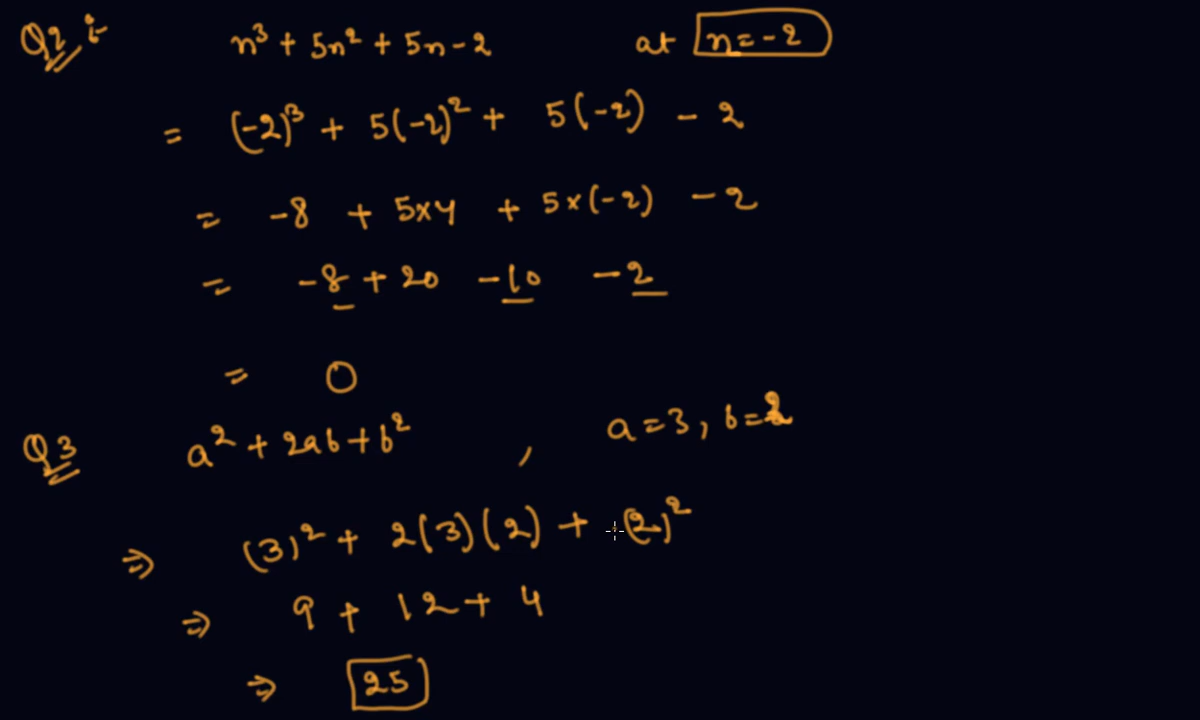 Q2 :- n³ + 5n² + 5n - 2 at n = -2
= (-2)³ + 5(-2)² + 5(-2) - 2
= -8 + 5×4 + 5×(-2) - 2
= -8 + 20 - 10 - 2
= 0
Q3 a² + 2ab + b² , a = 3, b = 2
⇒ (3)² + 2(3)(2) + (2)²
⇒ 9 + 12 + 4
⇒ 25